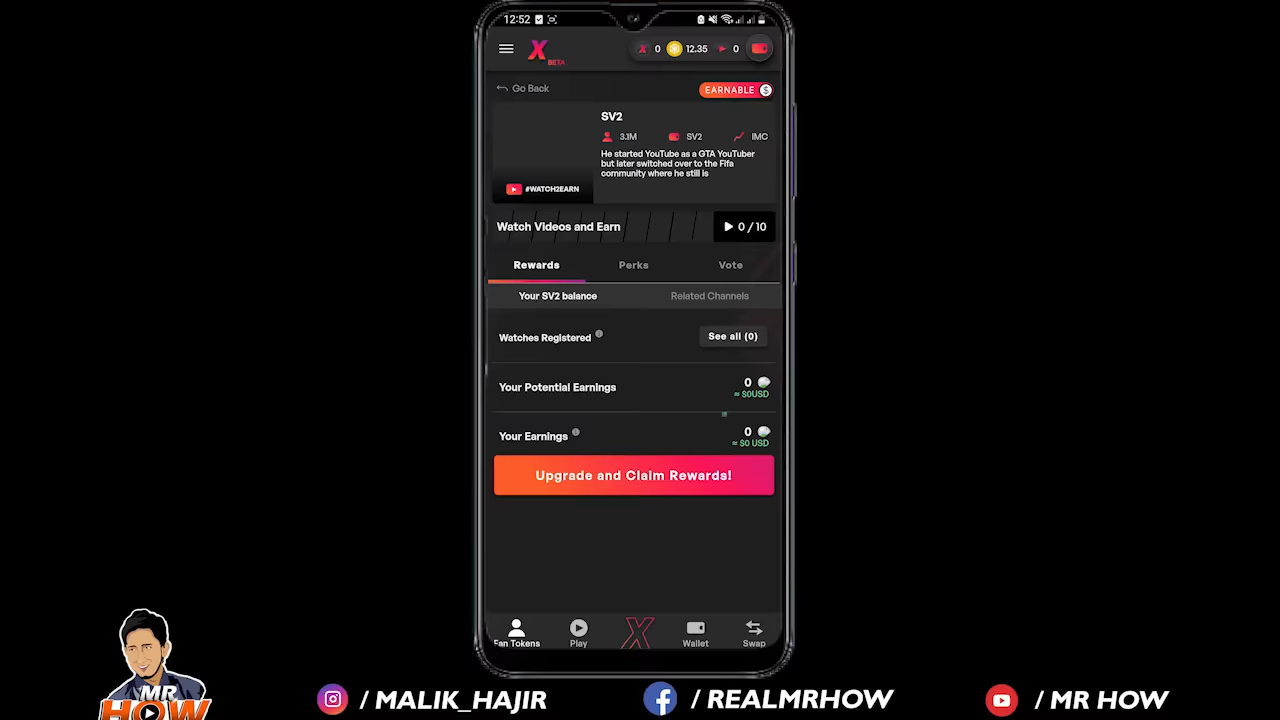 12:52
X BETA
X 0 12.35 0
Go Back
EARNABLE $
SV2
3.1M SV2 IMC
He started YouTube as a GTA YouTuber
but later switched over to the Fifa
community where he still is
#WATCH2EARN
Watch Videos and Earn
0 / 10
Rewards Perks Vote
Your SV2 balance Related Channels
Watches Registered See all (0)
Your Potential Earnings 0
≈ $0USD
Your Earnings 0
≈ $0 USD
Upgrade and Claim Rewards!
Fan Tokens Play X Wallet Swap
MR
HOW
/ MALIK_HAJIR / REALMRHOW / MR HOW